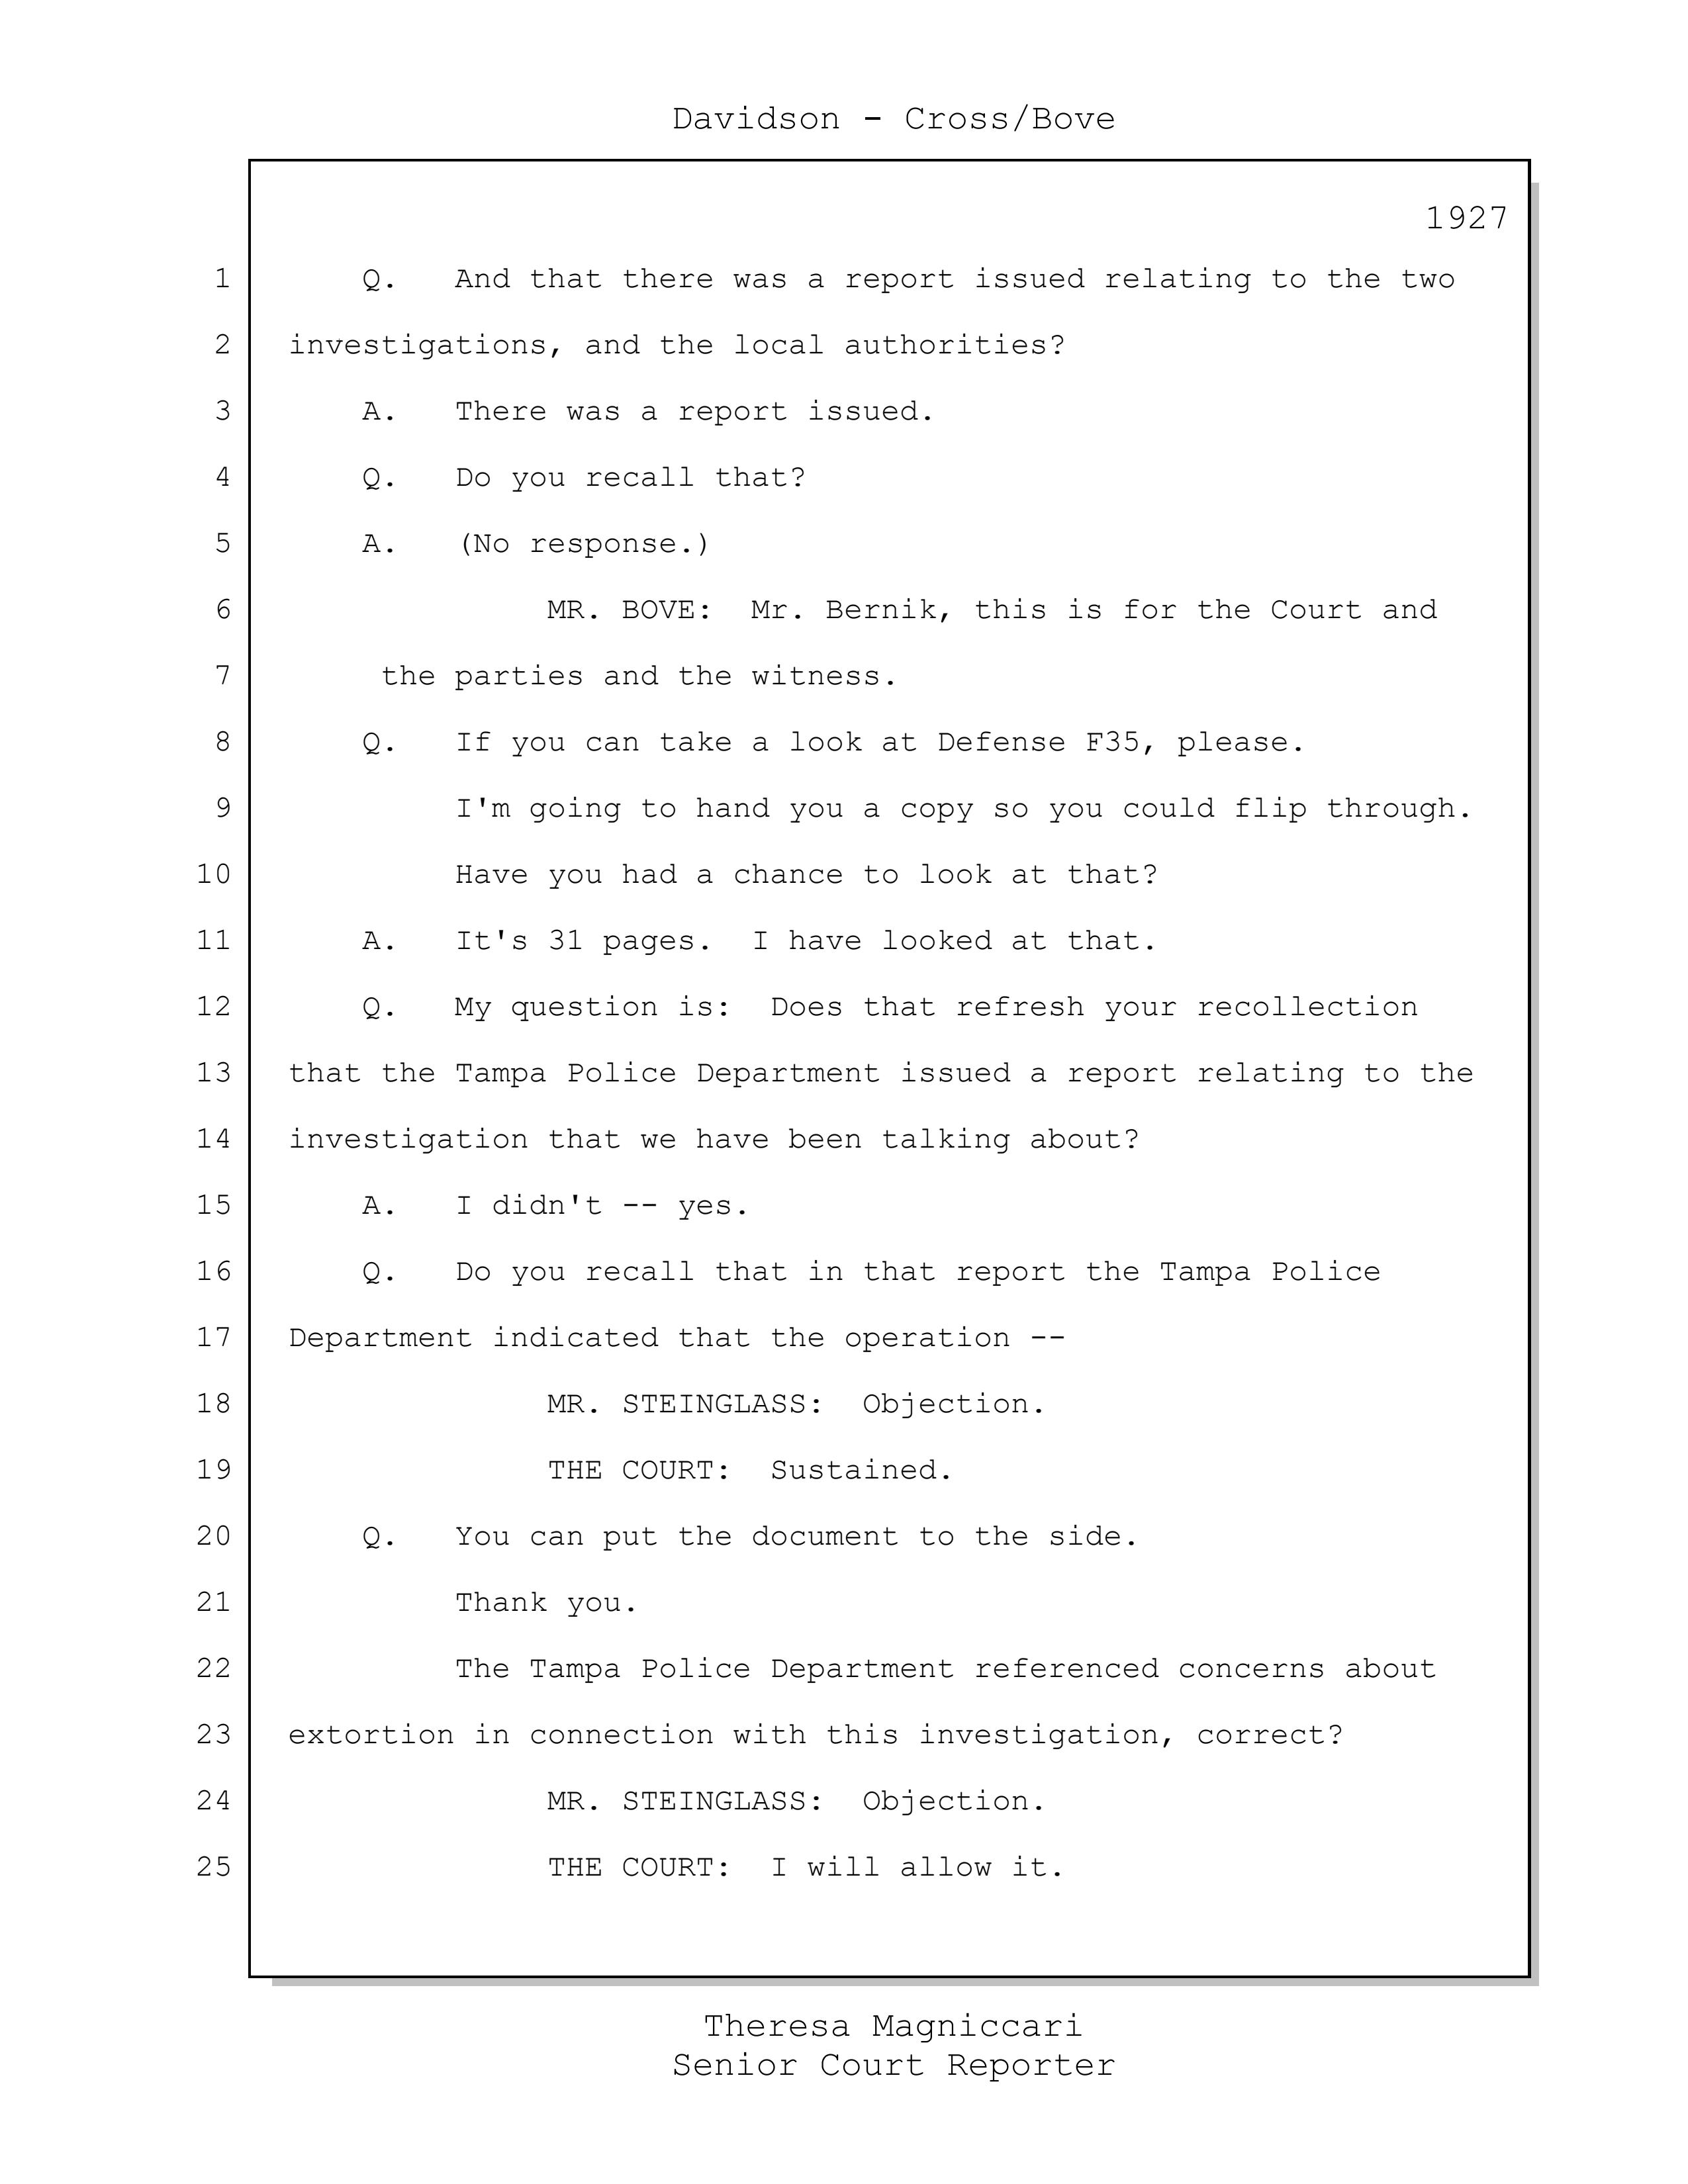 Davidson - Cross/Bove
1927
1 Q. And that there was a report issued relating to the two
2 investigations, and the local authorities?
3 A. There was a report issued.
4 Q. Do you recall that?
5 A. (No response.)
6 MR. BOVE: Mr. Bernik, this is for the Court and
7 the parties and the witness.
8 Q. If you can take a look at Defense F35, please.
9 I'm going to hand you a copy so you could flip through.
10 Have you had a chance to look at that?
11 A. It's 31 pages. I have looked at that.
12 Q. My question is: Does that refresh your recollection
13 that the Tampa Police Department issued a report relating to the
14 investigation that we have been talking about?
15 A. I didn't -- yes.
16 Q. Do you recall that in that report the Tampa Police
17 Department indicated that the operation --
18 MR. STEINGLASS: Objection.
19 THE COURT: Sustained.
20 Q. You can put the document to the side.
21 Thank you.
22 The Tampa Police Department referenced concerns about
23 extortion in connection with this investigation, correct?
24 MR. STEINGLASS: Objection.
25 THE COURT: I will allow it.
Theresa Magniccari
Senior Court Reporter